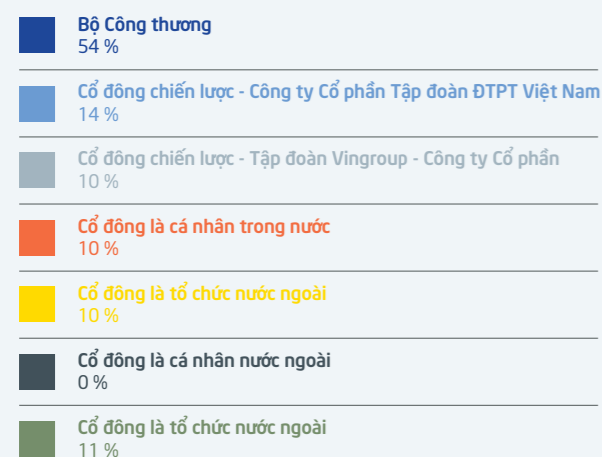 Bộ Công thương
54 %
Cổ đông chiến lược - Công ty Cổ phần Tập đoàn ĐTPT Việt Nam
14 %
Cổ đông chiến lược - Tập đoàn Vingroup - Công ty Cổ phần
10 %
Cổ đông là cá nhân trong nước
10 %
Cổ đông là tổ chức nước ngoài
10 %
Cổ đông là cá nhân nước ngoài
0 %
Cổ đông là tổ chức nước ngoài
11 %